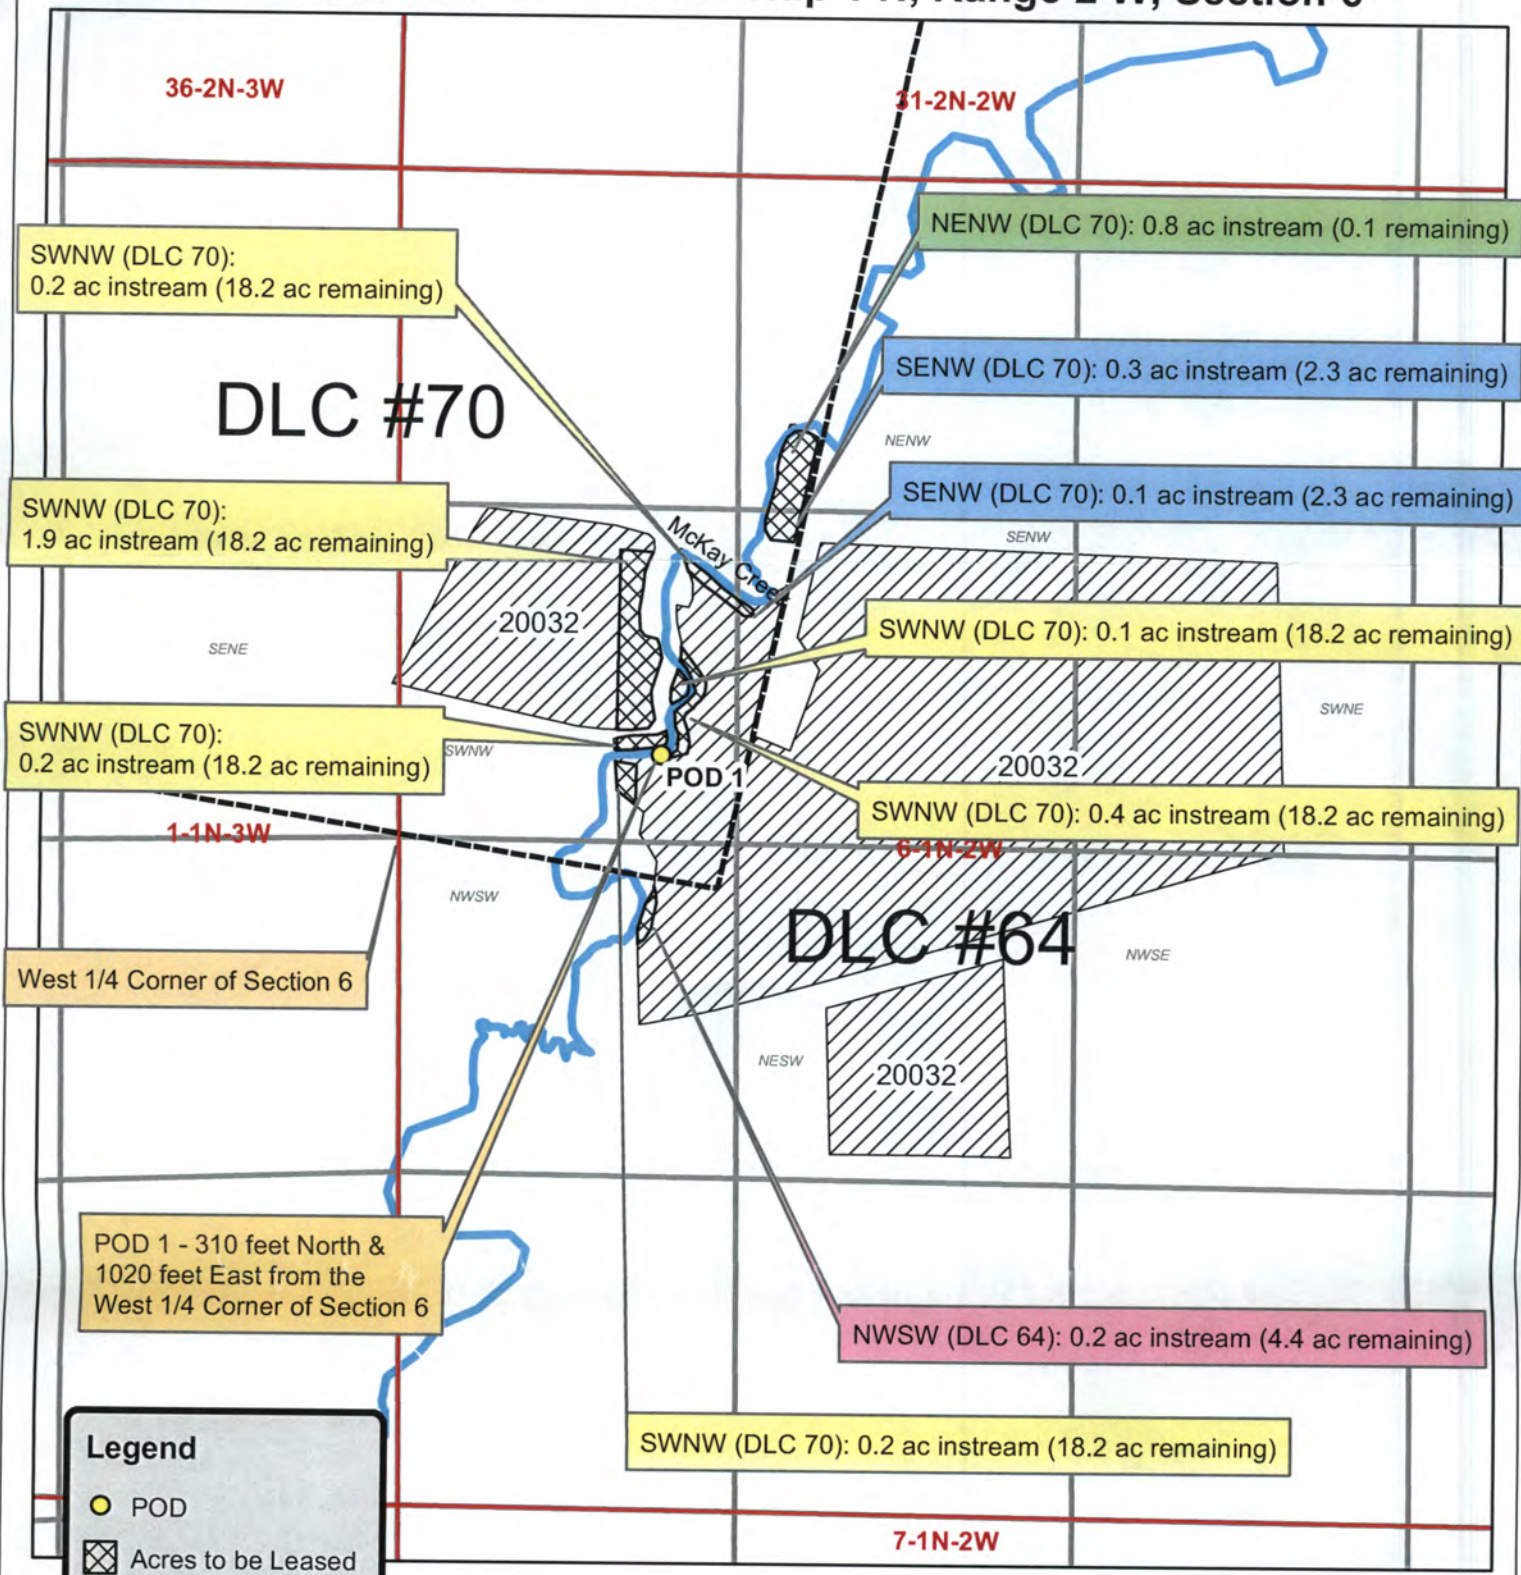 Range 2 W, Section 6
36-2N-3W
31-2N-2W
NENW (DLC 70): 0.8 ac instream (0.1 remaining)
SWNW (DLC 70):
0.2 ac instream (18.2 ac remaining)
SENW (DLC 70): 0.3 ac instream (2.3 ac remaining)
DLC #70
NENW
SENW (DLC 70): 0.1 ac instream (2.3 ac remaining)
SWNW (DLC 70):
1.9 ac instream (18.2 ac remaining)
McKay Creek
SENW
20032
SWNW (DLC 70): 0.1 ac instream (18.2 ac remaining)
SENE
SWNE
SWNW (DLC 70):
0.2 ac instream (18.2 ac remaining)
SWNW
POD 1
20032
SWNW (DLC 70): 0.4 ac instream (18.2 ac remaining)
1-1N-3W
6-1N-2W
NWSW
DLC #64
NWSE
West 1/4 Corner of Section 6
NESW
20032
POD 1 - 310 feet North &
1020 feet East from the
West 1/4 Corner of Section 6
NWSW (DLC 64): 0.2 ac instream (4.4 ac remaining)
SWNW (DLC 70): 0.2 ac instream (18.2 ac remaining)
Legend
POD
Acres to be Leased
7-1N-2W